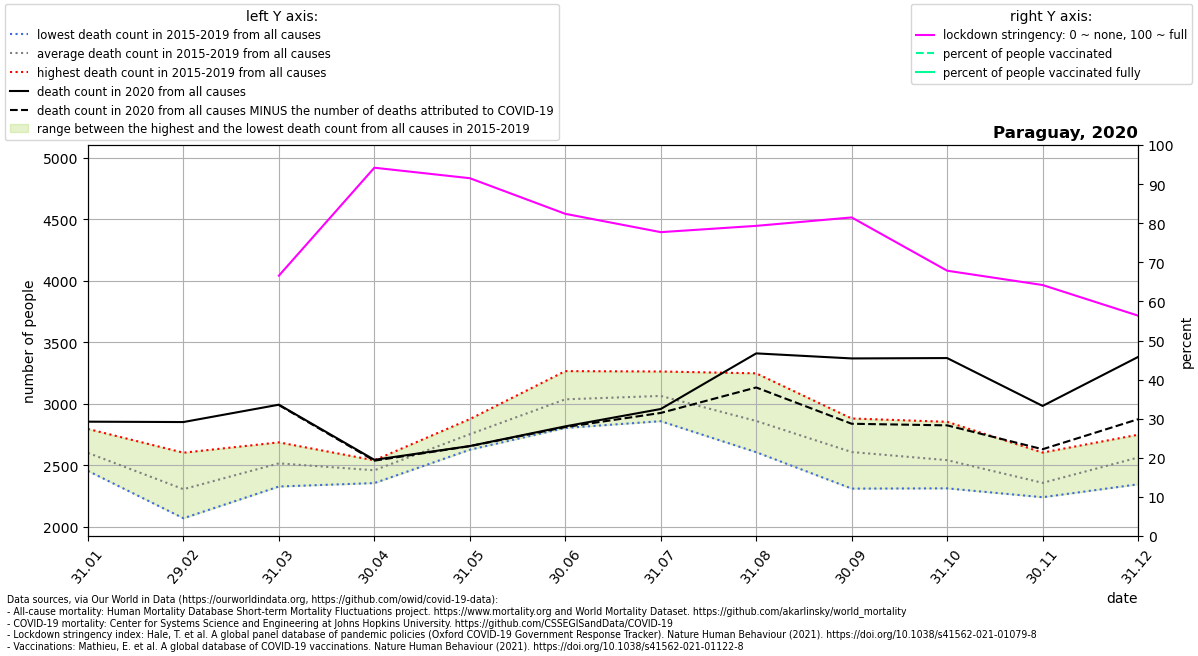 left Y axis:
lowest death count in 2015-2019 from all causes
average death count in 2015-2019 from all causes
highest death count in 2015-2019 from all causes
death count in 2020 from all causes
death count in 2020 from all causes MINUS the number of deaths attributed to COVID-19
range between the highest and the lowest death count from all causes in 2015-2019
right Y axis:
lockdown stringency: 0 ~ none, 100 ~ full
percent of people vaccinated
percent of people vaccinated fully
Paraguay, 2020
number of people
5000
4500
4000
3500
3000
2500
2000
100
90
80
70
60
50
40
30
20
10
0
percent
31.01
29.02
31.03
30.04
31.05
30.06
31.07
31.08
30.09
31.10
30.11
31.12
date
Data sources, via Our World in Data (https://ourworldindata.org, https://github.com/owid/covid-19-data):
- All-cause mortality: Human Mortality Database Short-term Mortality Fluctuations project. https://www.mortality.org and World Mortality Dataset. https://github.com/akarlinsky/world_mortality
- COVID-19 mortality: Center for Systems Science and Engineering at Johns Hopkins University. https://github.com/CSSEGISandData/COVID-19
- Lockdown stringency index: Hale, T. et al. A global panel database of pandemic policies (Oxford COVID-19 Government Response Tracker). Nature Human Behaviour (2021). https://doi.org/10.1038/s41562-021-01079-8
- Vaccinations: Mathieu, E. et al. A global database of COVID-19 vaccinations. Nature Human Behaviour (2021). https://doi.org/10.1038/s41562-021-01122-8